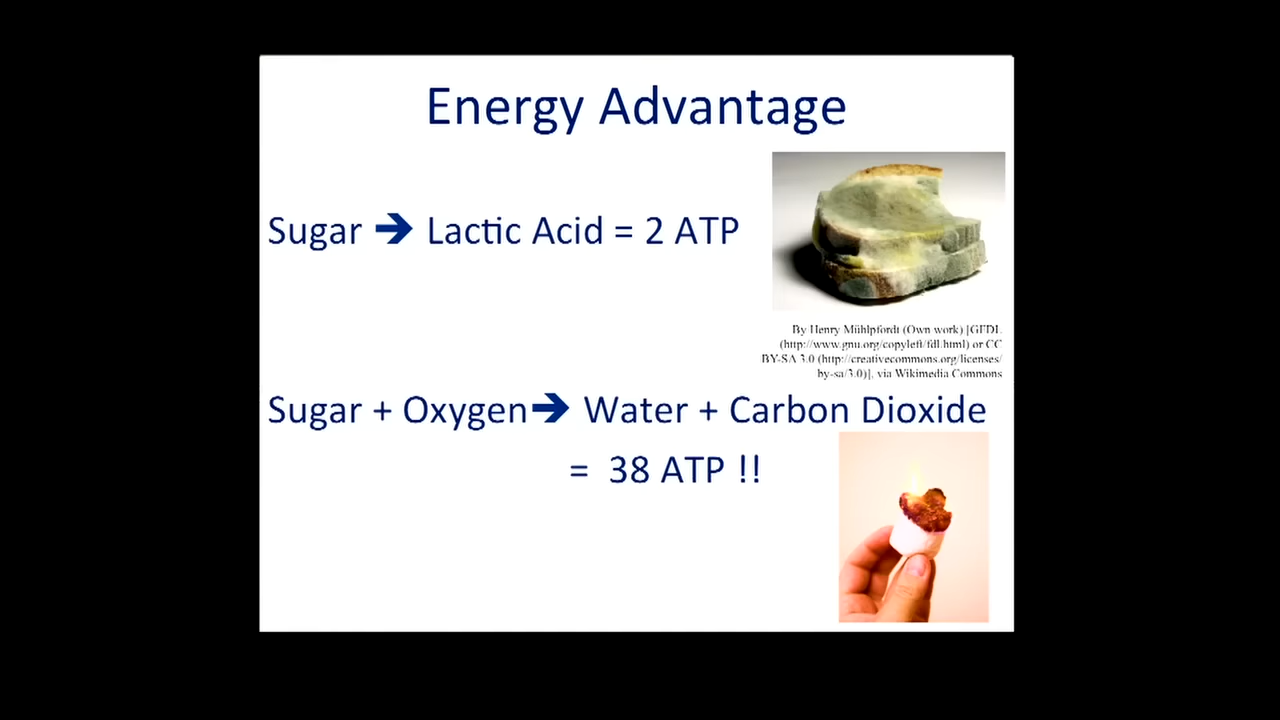 Energy Advantage
Sugar ➔ Lactic Acid = 2 ATP
By Henry Mühlpfordt (Own work) [GFDL
(http://www.gnu.org/copyleft/fdl.html) or CC
BY-SA 3.0 (http://creativecommons.org/licenses/
by-sa/3.0)], via Wikimedia Commons
Sugar + Oxygen➔ Water + Carbon Dioxide
= 38 ATP !!